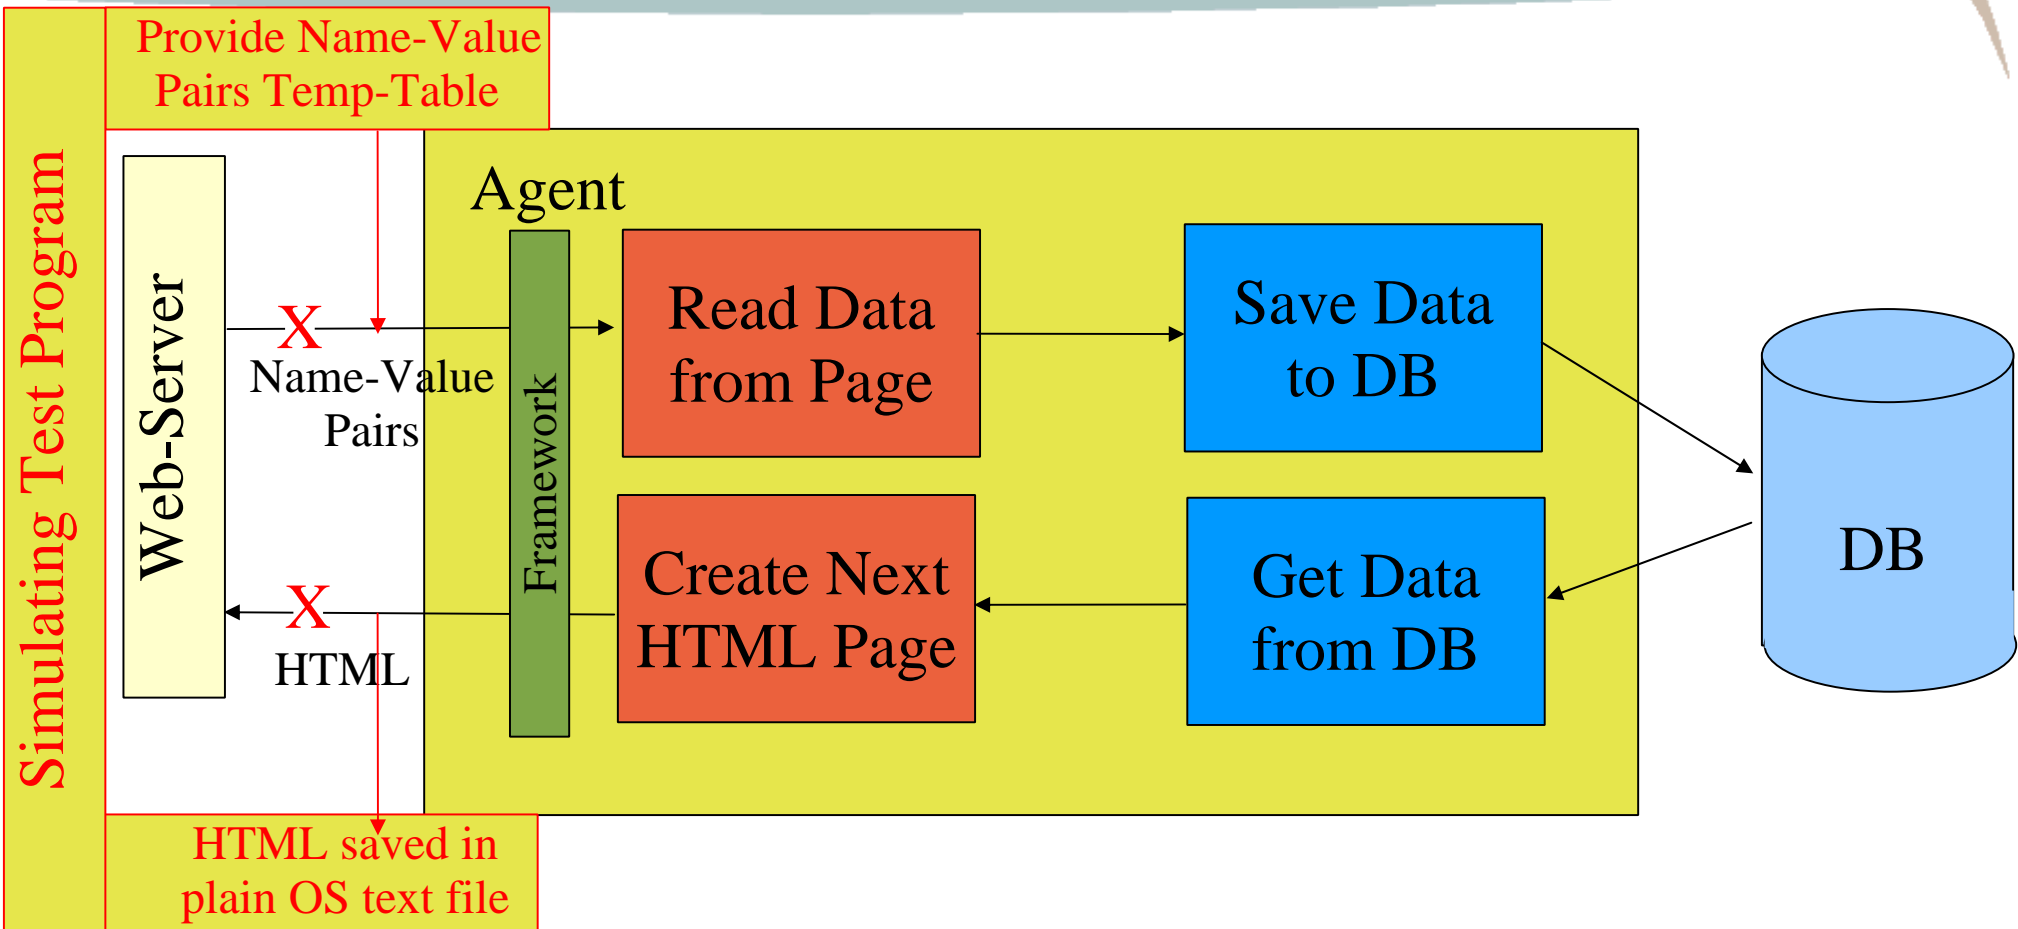 Provide Name-Value
Pairs Temp-Table
Simulating Test Program
Web-Server
Agent
Framework
X
Name-Value
Pairs
Read Data
from Page
Save Data
to DB
DB
X
HTML
Create Next
HTML Page
Get Data
from DB
HTML saved in
plain OS text file